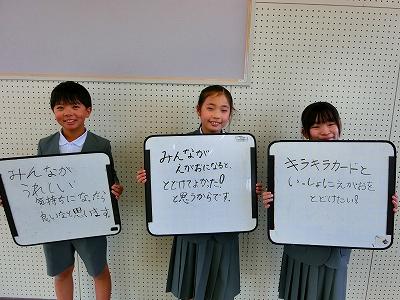 みんなが
うれしい
気持ちになったら
良いなと思います。
みんなが
えがおになると、
とどけてよかった!
と思うからです。
キラキラカードと
いっしょにえがおを
とどけたい!